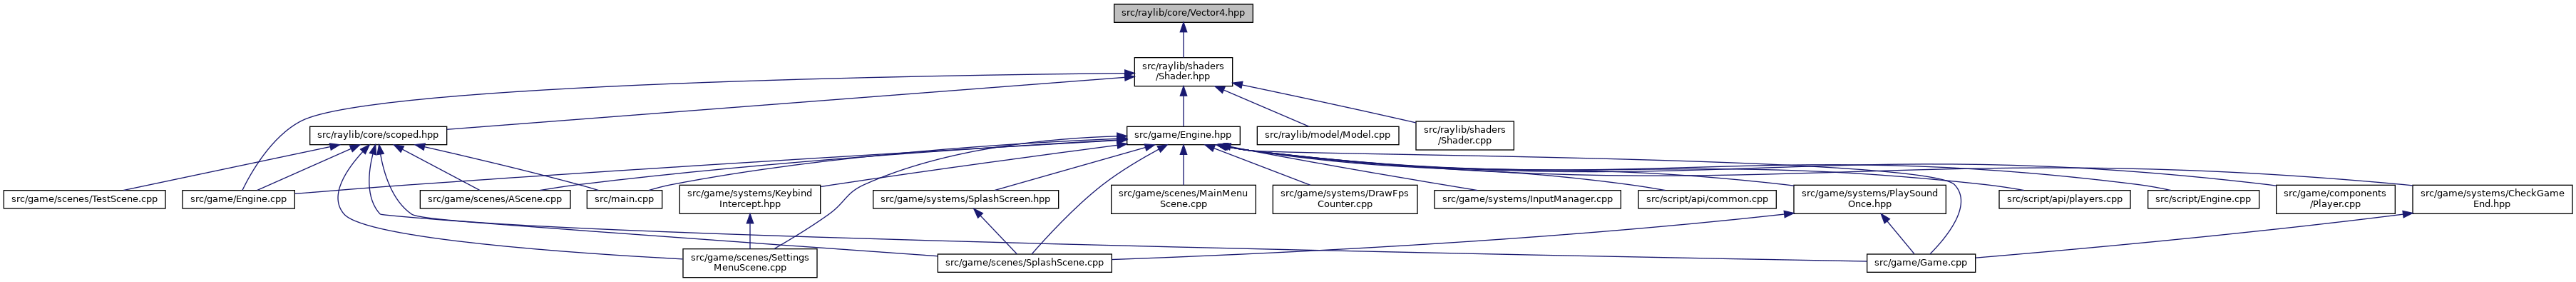 src/raylib/core/Vector4.hpp
src/raylib/shaders
/Shader.hpp
src/raylib/core/scoped.hpp
src/game/Engine.hpp
src/raylib/model/Model.cpp
src/raylib/shaders
/Shader.cpp
src/game/scenes/TestScene.cpp
src/game/Engine.cpp
src/game/scenes/AScene.cpp
src/main.cpp
src/game/systems/Keybind
Intercept.hpp
src/game/systems/SplashScreen.hpp
src/game/scenes/MainMenu
Scene.cpp
src/game/systems/DrawFps
Counter.cpp
src/game/systems/InputManager.cpp
src/script/api/common.cpp
src/game/systems/PlaySound
Once.hpp
src/script/api/players.cpp
src/script/Engine.cpp
src/game/components
/Player.cpp
src/game/systems/CheckGame
End.hpp
src/game/scenes/Settings
MenuScene.cpp
src/game/scenes/SplashScene.cpp
src/game/Game.cpp